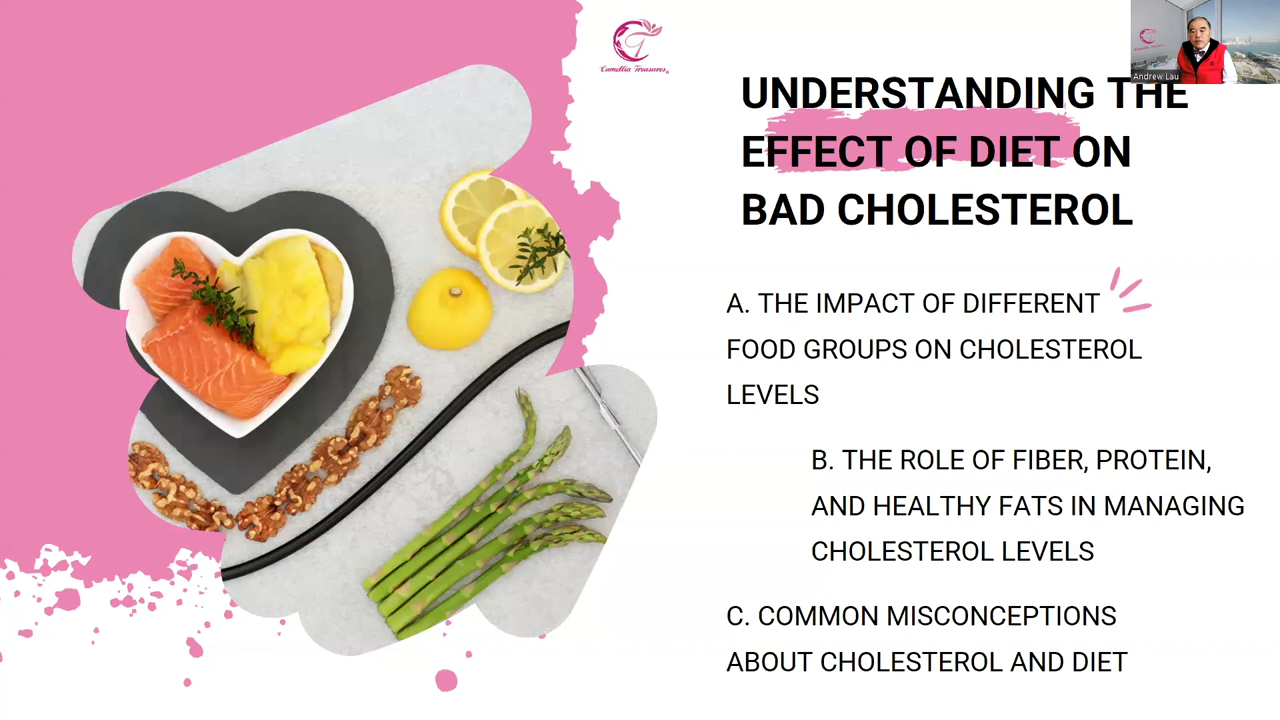 Camellia Treasures
Andrew Lau
UNDERSTANDING THE
EFFECT OF DIET ON
BAD CHOLESTEROL
A. THE IMPACT OF DIFFERENT
FOOD GROUPS ON CHOLESTEROL
LEVELS
B. THE ROLE OF FIBER, PROTEIN,
AND HEALTHY FATS IN MANAGING
CHOLESTEROL LEVELS
C. COMMON MISCONCEPTIONS
ABOUT CHOLESTEROL AND DIET